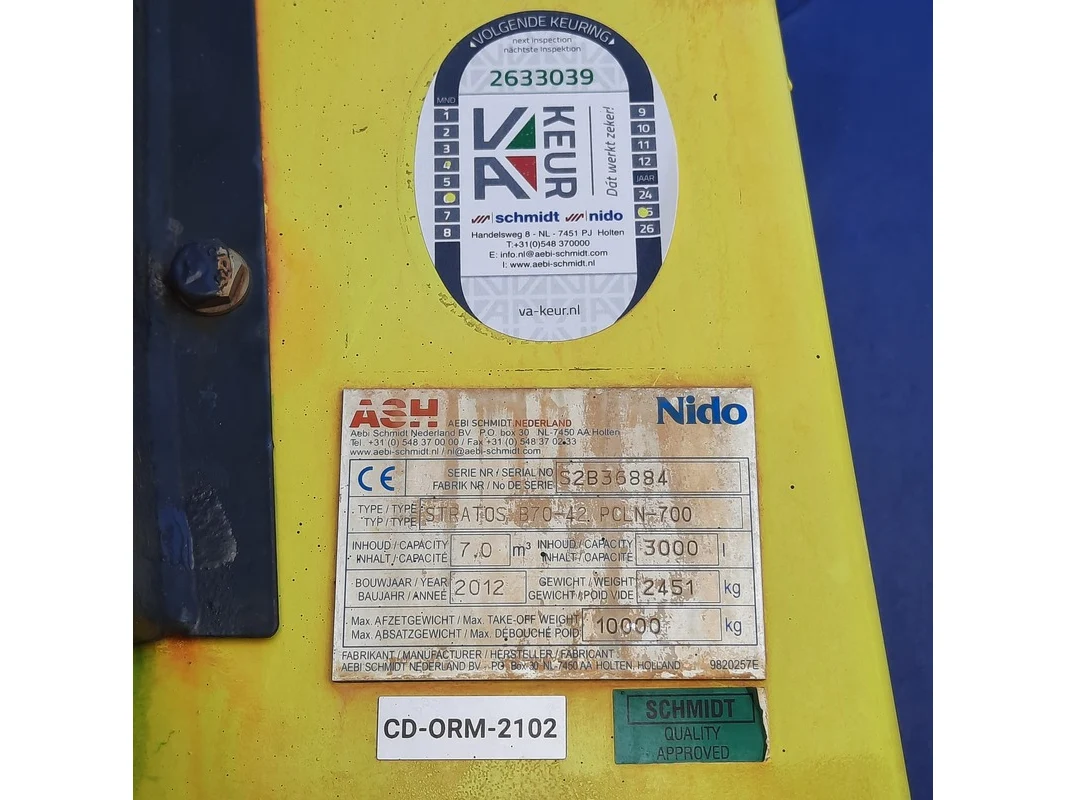 VOLGENDE KEURING
next inspection
nächste Inspektion
2633039
MND
1
2
3
4
5
7
8
9
10
11
12
JAAR
24
26
VA KEUR
Dát werkt zeker!
schmidt nido
Handelsweg 8 - NL - 7451 PJ Holten
T:+31(0)548 370000
E: info.nl@aebi-schmidt.com
I: www.aebi-schmidt.nl
va-keur.nl
ASH AEBI SCHMIDT NEDERLAND Nido
Aebi Schmidt Nederland BV P.O. box 30 NL-7450 AA Holten
Tel. +31 (0) 548 37 00 00 / Fax +31 (0) 548 37 02 33
www.aebi-schmidt.nl / nl@aebi-schmidt.com
CE SERIE NR / SERIAL NO S2B36884
FABRIK NR / No DE SERIE
TYPE / TYPE STRATOS B70-42 PCLN-700
TYP / TYPE
INHOUD / CAPACITY 7,0 m³ INHOUD / CAPACITY 3000 l
INHALT / CAPACITÉ INHALT / CAPACITÉ
BOUWJAAR / YEAR 2012 GEWICHT / WEIGHT 2451 kg
BAUJAHR / ANNEÉ GEWICHT / POID VIDE
Max. AFZETGEWICHT / Max. TAKE-OFF WEIGHT 10000 kg
Max. ABSATZGEWICHT / Max. DÉBOUCHÉ POID
FABRIKANT / MANUFACTURER / HERSTELLER / FABRICANT
AEBI SCHMIDT NEDERLAND BV P.O. Box 30 NL-7450 AA HOLTEN, HOLLAND 9820257E
CD-ORM-2102
SCHMIDT
QUALITY
APPROVED